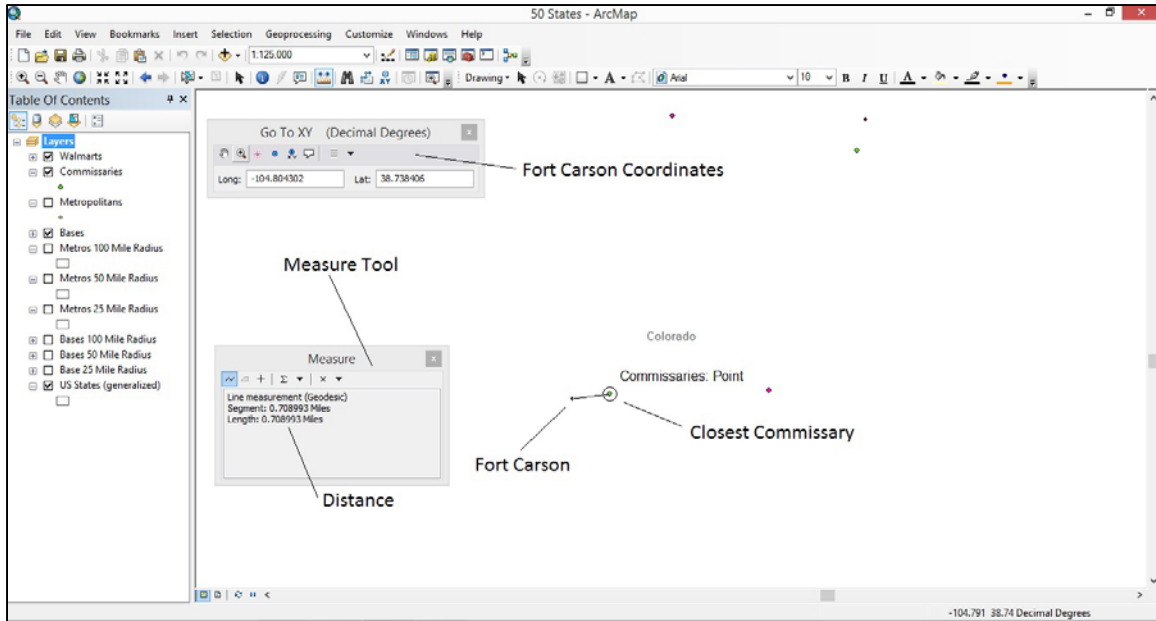 50 States - ArcMap
File Edit View Bookmarks Insert Selection Geoprocessing Customize Windows Help
1:125,000
Drawing
A
Arial
10
B I U A
Table Of Contents
Layers
Walmarts
Commissaries
Metropolitans
Bases
Metros 100 Mile Radius
Metros 50 Mile Radius
Metros 25 Mile Radius
Bases 100 Mile Radius
Bases 50 Mile Radius
Base 25 Mile Radius
US States (generalized)
Go To XY (Decimal Degrees)
Long: -104.804302 Lat: 38.738406
Fort Carson Coordinates
Measure Tool
Measure
Line measurement (Geodesic)
Segment: 0.708993 Miles
Length: 0.708993 Miles
Distance
Colorado
Commissaries: Point
Closest Commissary
Fort Carson
-104.791 38.74 Decimal Degrees